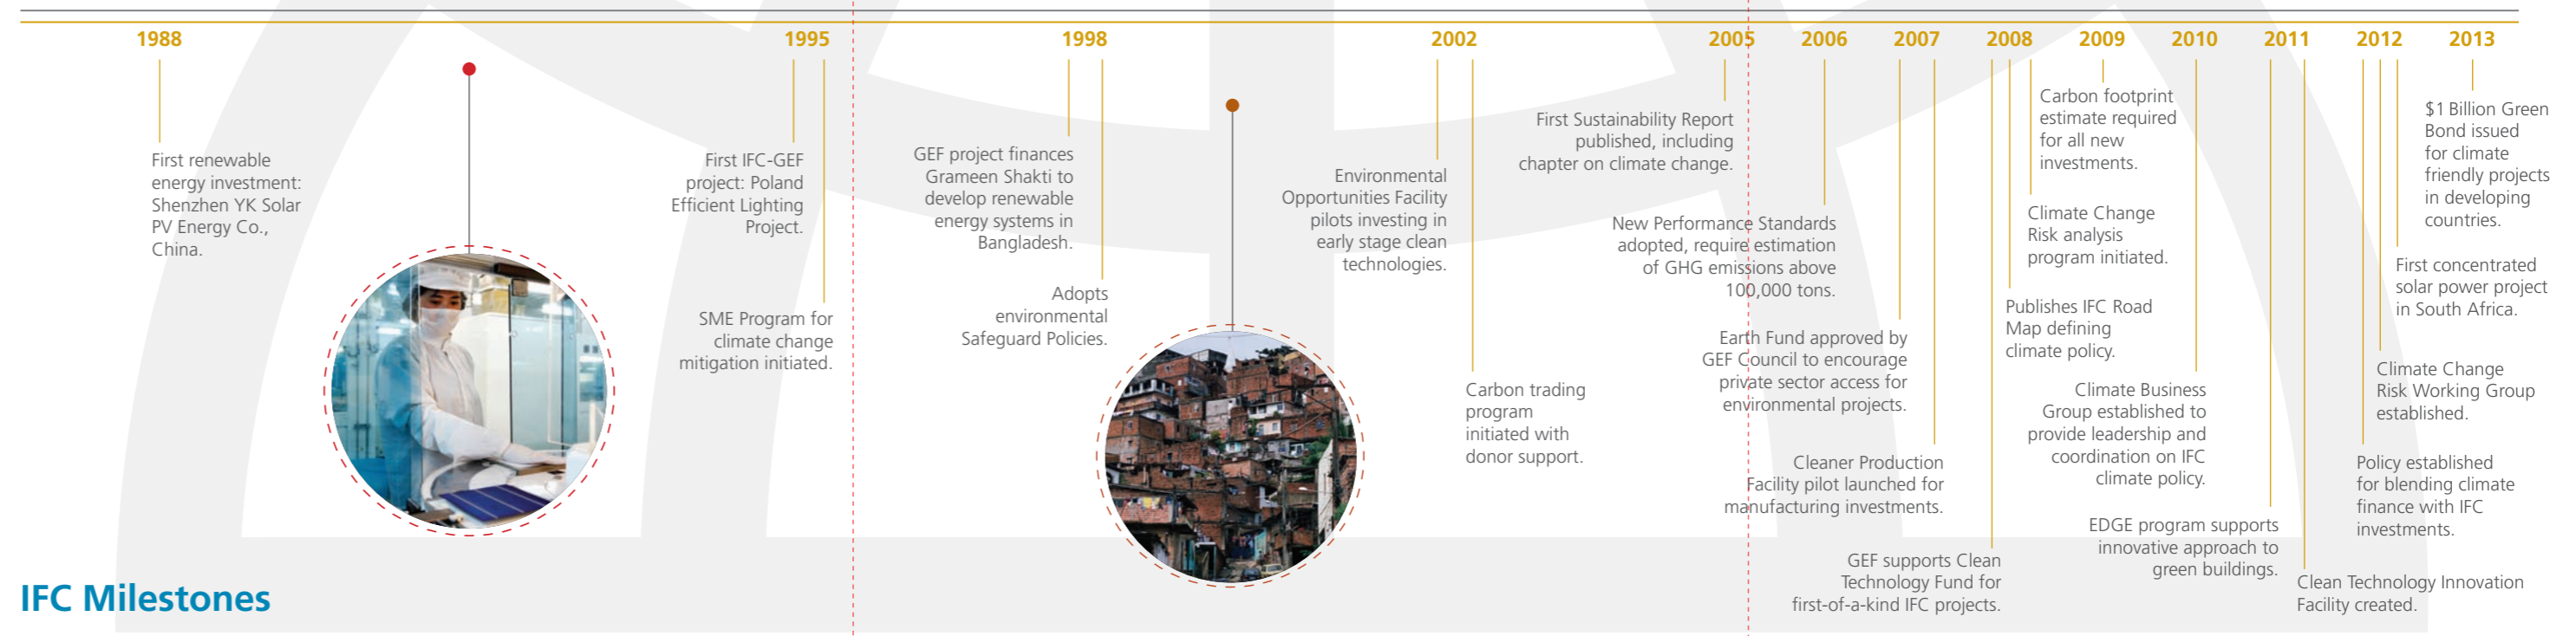 1988
1995
1998
2002
2005
2006
2007
2008
2009
2010
2011
2012
2013
First renewable
energy investment:
Shenzhen YK Solar
PV Energy Co.,
China.
First IFC-GEF
project: Poland
Efficient Lighting
Project.
SME Program for
climate change
mitigation initiated.
GEF project finances
Grameen Shakti to
develop renewable
energy systems in
Bangladesh.
Adopts
environmental
Safeguard Policies.
Environmental
Opportunities Facility
pilots investing in
early stage clean
technologies.
Carbon trading
program
initiated with
donor support.
First Sustainability Report
published, including
chapter on climate change.
New Performance Standards
adopted, require estimation
of GHG emissions above
100,000 tons.
Earth Fund approved by
GEF Council to encourage
private sector access for
environmental projects.
Cleaner Production
Facility pilot launched for
manufacturing investments.
GEF supports Clean
Technology Fund for
first-of-a-kind IFC projects.
Publishes IFC Road
Map defining
climate policy.
Climate Change
Risk analysis
program initiated.
Carbon footprint
estimate required
for all new
investments.
Climate Business
Group established to
provide leadership and
coordination on IFC
climate policy.
EDGE program supports
innovative approach to
green buildings.
Clean Technology Innovation
Facility created.
Policy established
for blending climate
finance with IFC
investments.
Climate Change
Risk Working Group
established.
First concentrated
solar power project
in South Africa.
$1 Billion Green
Bond issued
for climate
friendly projects
in developing
countries.
IFC Milestones